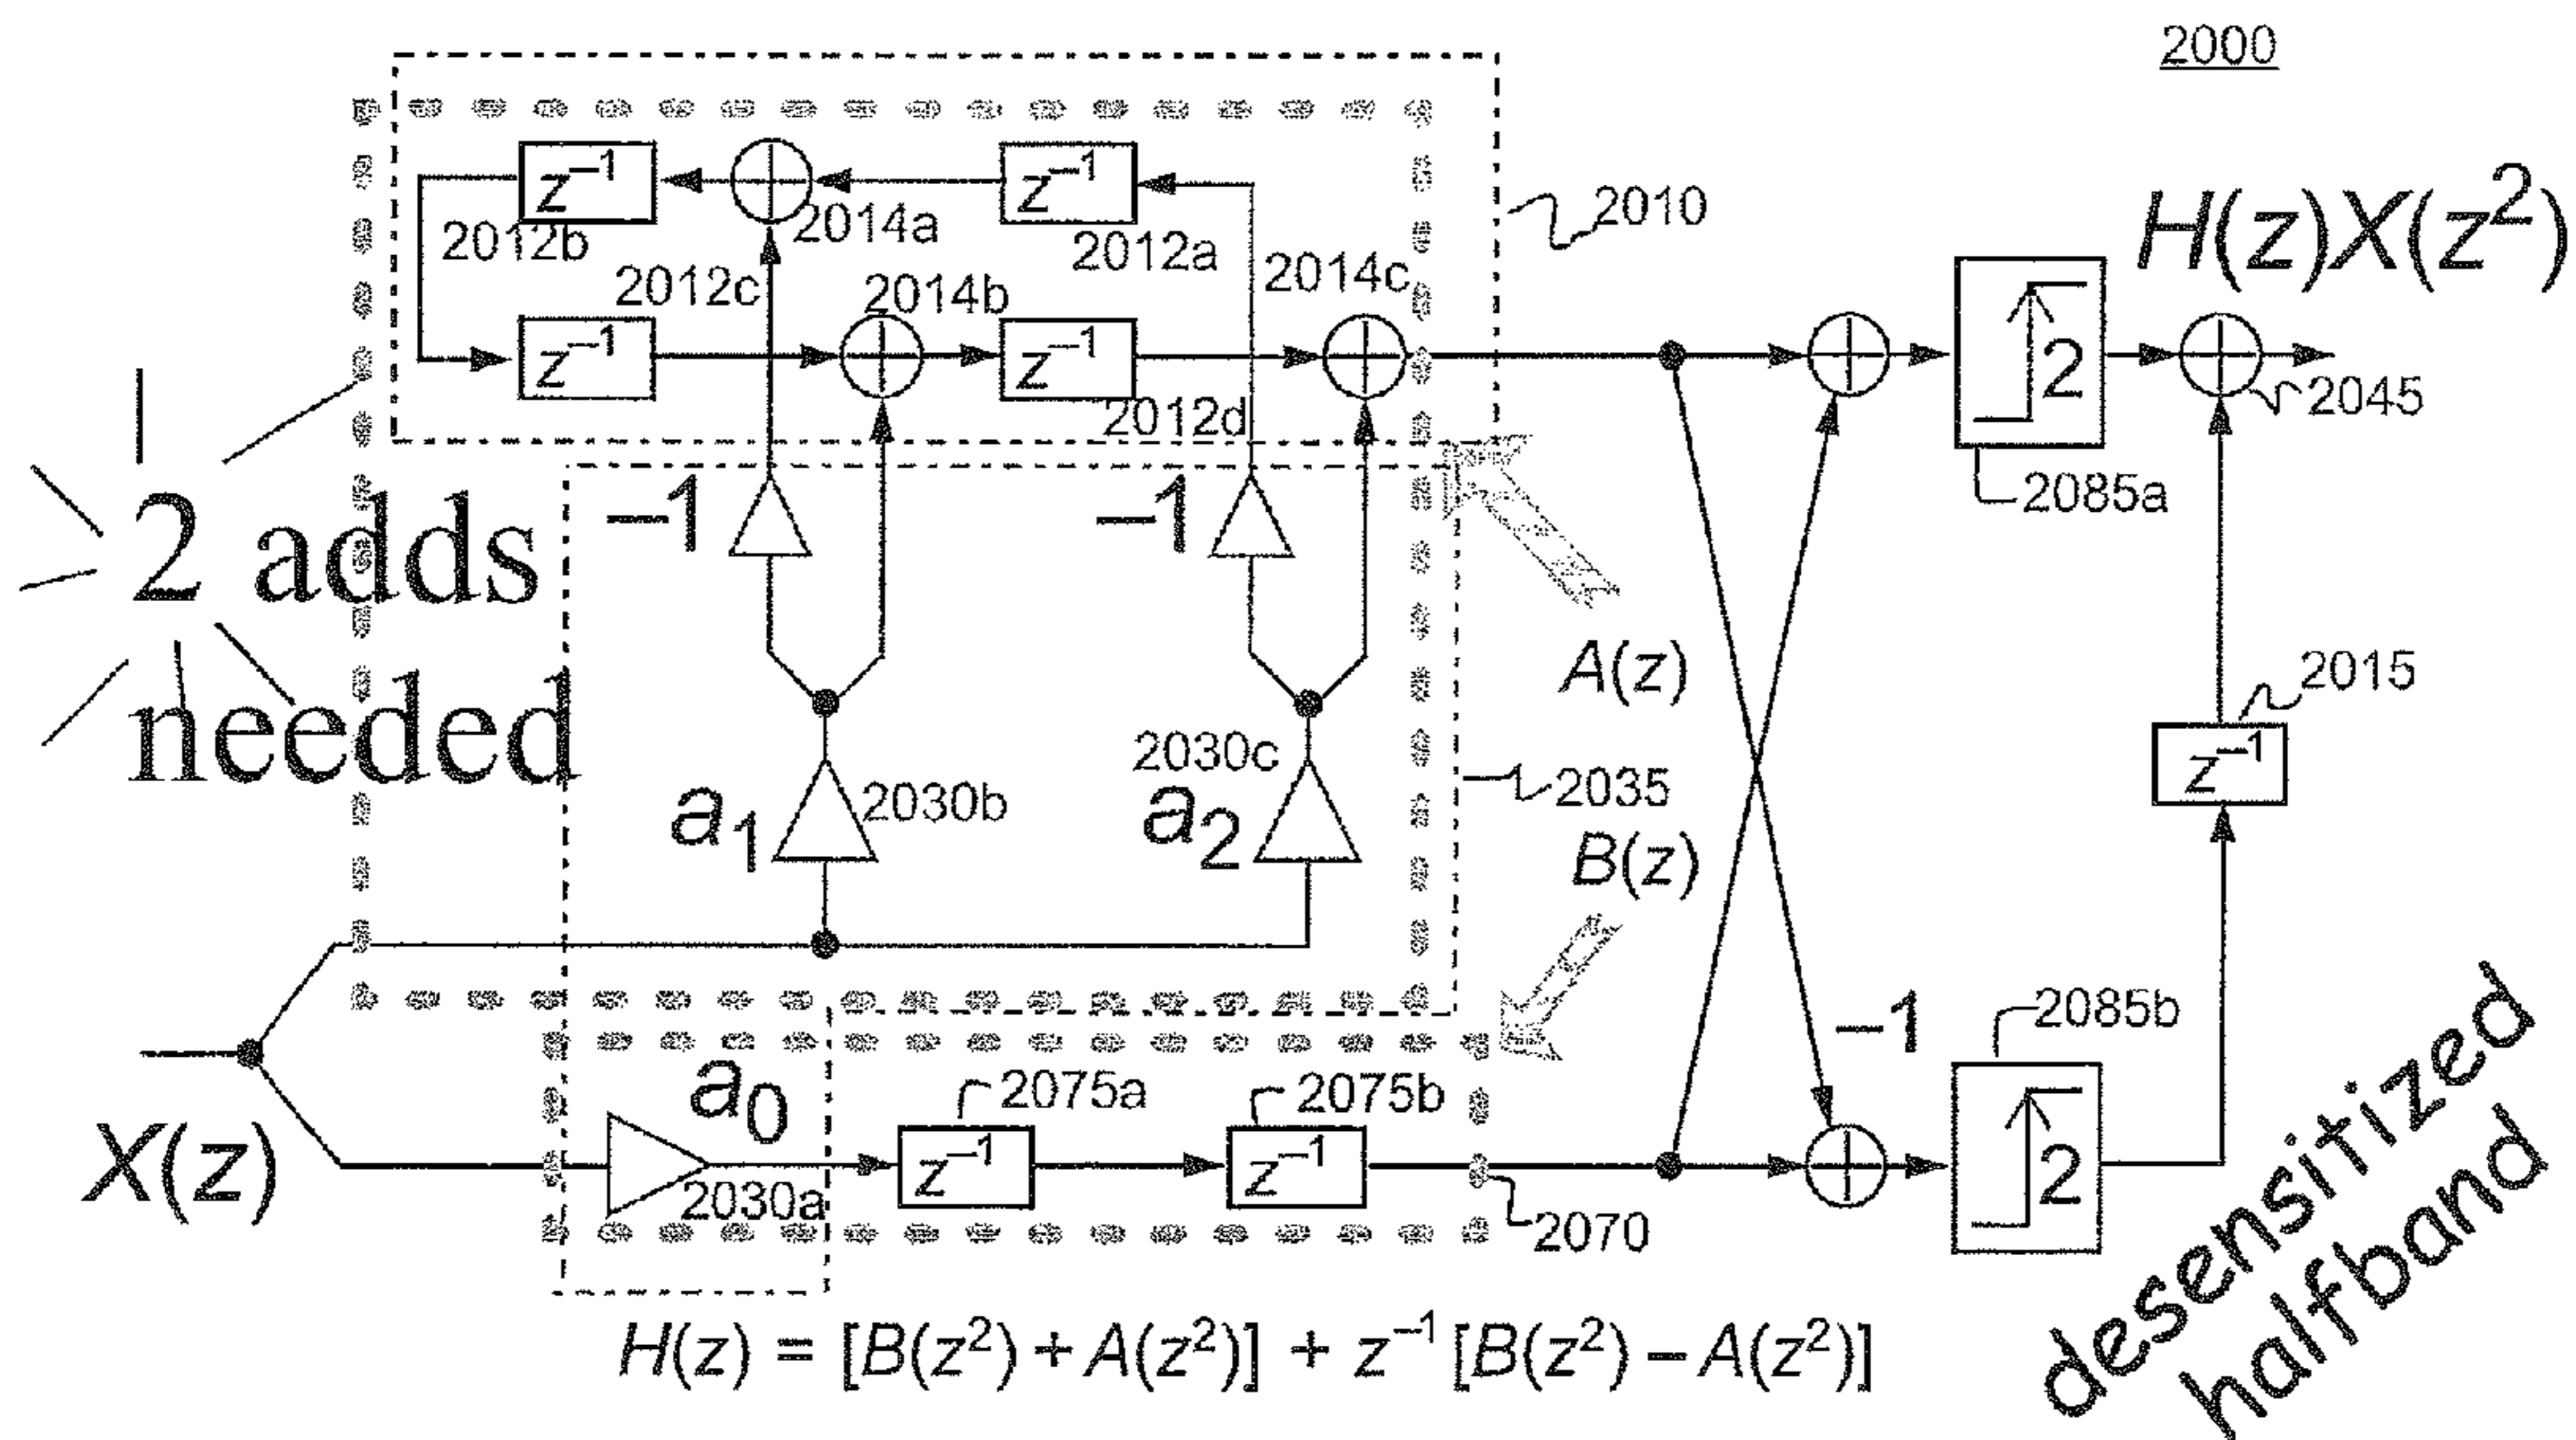 2000
z⁻¹
2014a
z⁻¹
2010
H(z)X(z²)
2012b
2012a
2012c
2014b
2014c
z⁻¹
z⁻¹
2
2045
2012d
2085a
2 adds
needed
–1
–1
A(z)
2015
z⁻¹
a₁
2030b
2030c
a₂
2035
B(z)
–1
2085b
X(z)
a₀
2030a
2075a
z⁻¹
2075b
z⁻¹
2070
2
desensitized
halfband
H(z) = [B(z²) + A(z²)] + z⁻¹ [B(z²) – A(z²)]